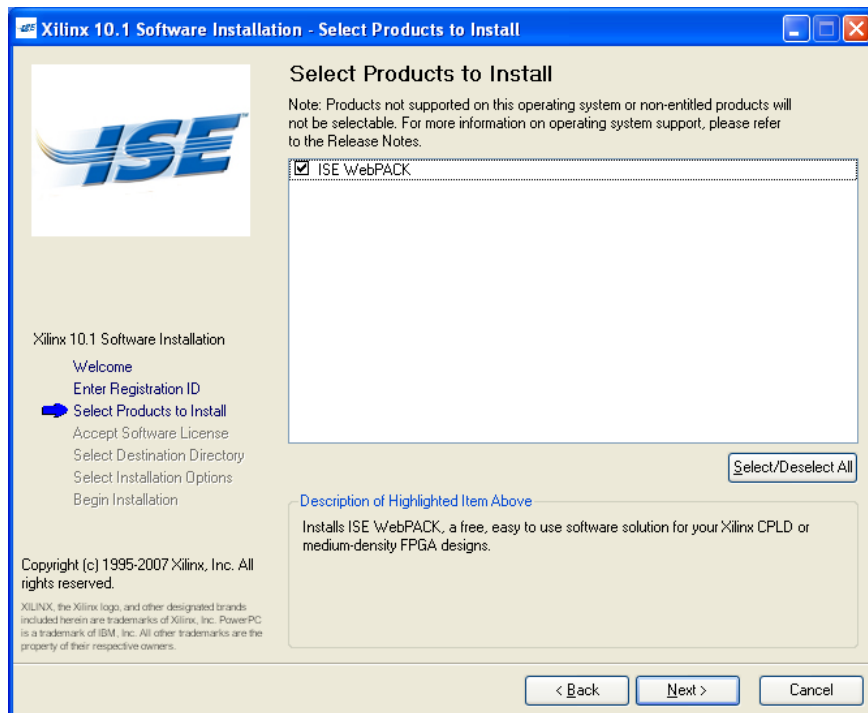 Xilinx 10.1 Software Installation - Select Products to Install
ISE
Select Products to Install
Note: Products not supported on this operating system or non-entitled products will
not be selectable. For more information on operating system support, please refer
to the Release Notes.
ISE WebPACK
ISE
Xilinx 10.1 Software Installation
Welcome
Enter Registration ID
Select Products to Install
Accept Software License
Select Destination Directory
Select Installation Options
Begin Installation
Select/Deselect All
Description of Highlighted Item Above
Installs ISE WebPACK, a free, easy to use software solution for your Xilinx CPLD or
medium-density FPGA designs.
Copyright (c) 1995-2007 Xilinx, Inc. All
rights reserved.
XILINX, the Xilinx logo, and other designated brands
included herein are trademarks of Xilinx, Inc. PowerPC
is a trademark of IBM, Inc. All other trademarks are the
property of their respective owners.
< Back
Next >
Cancel